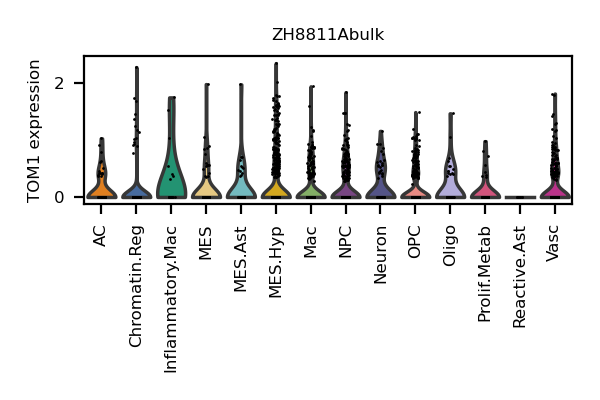 ZH8811Abulk
TOM1 expression
2
0
AC
Chromatin.Reg
Inflammatory.Mac
MES
MES.Ast
MES.Hyp
Mac
NPC
Neuron
OPC
Oligo
Prolif.Metab
Reactive.Ast
Vasc